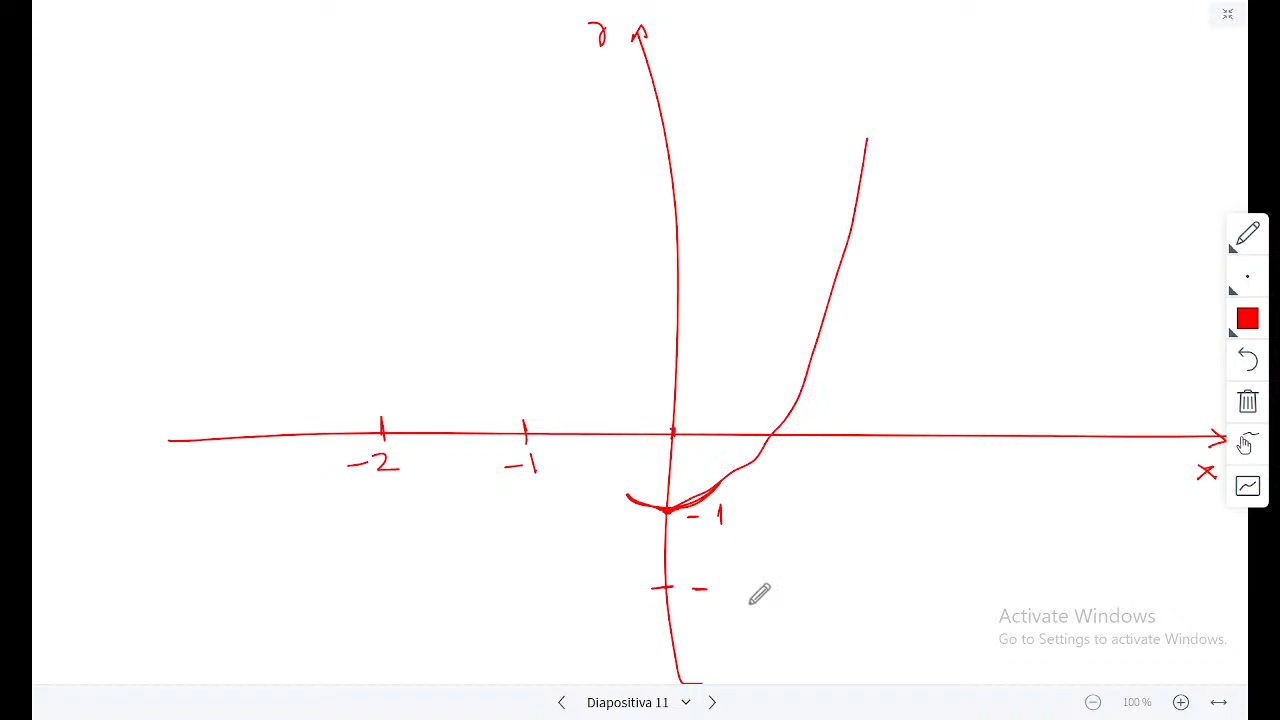 -2
-1
x
-1
-
Activate Windows
Go to Settings to activate Windows.
Diapositiva 11
100 %